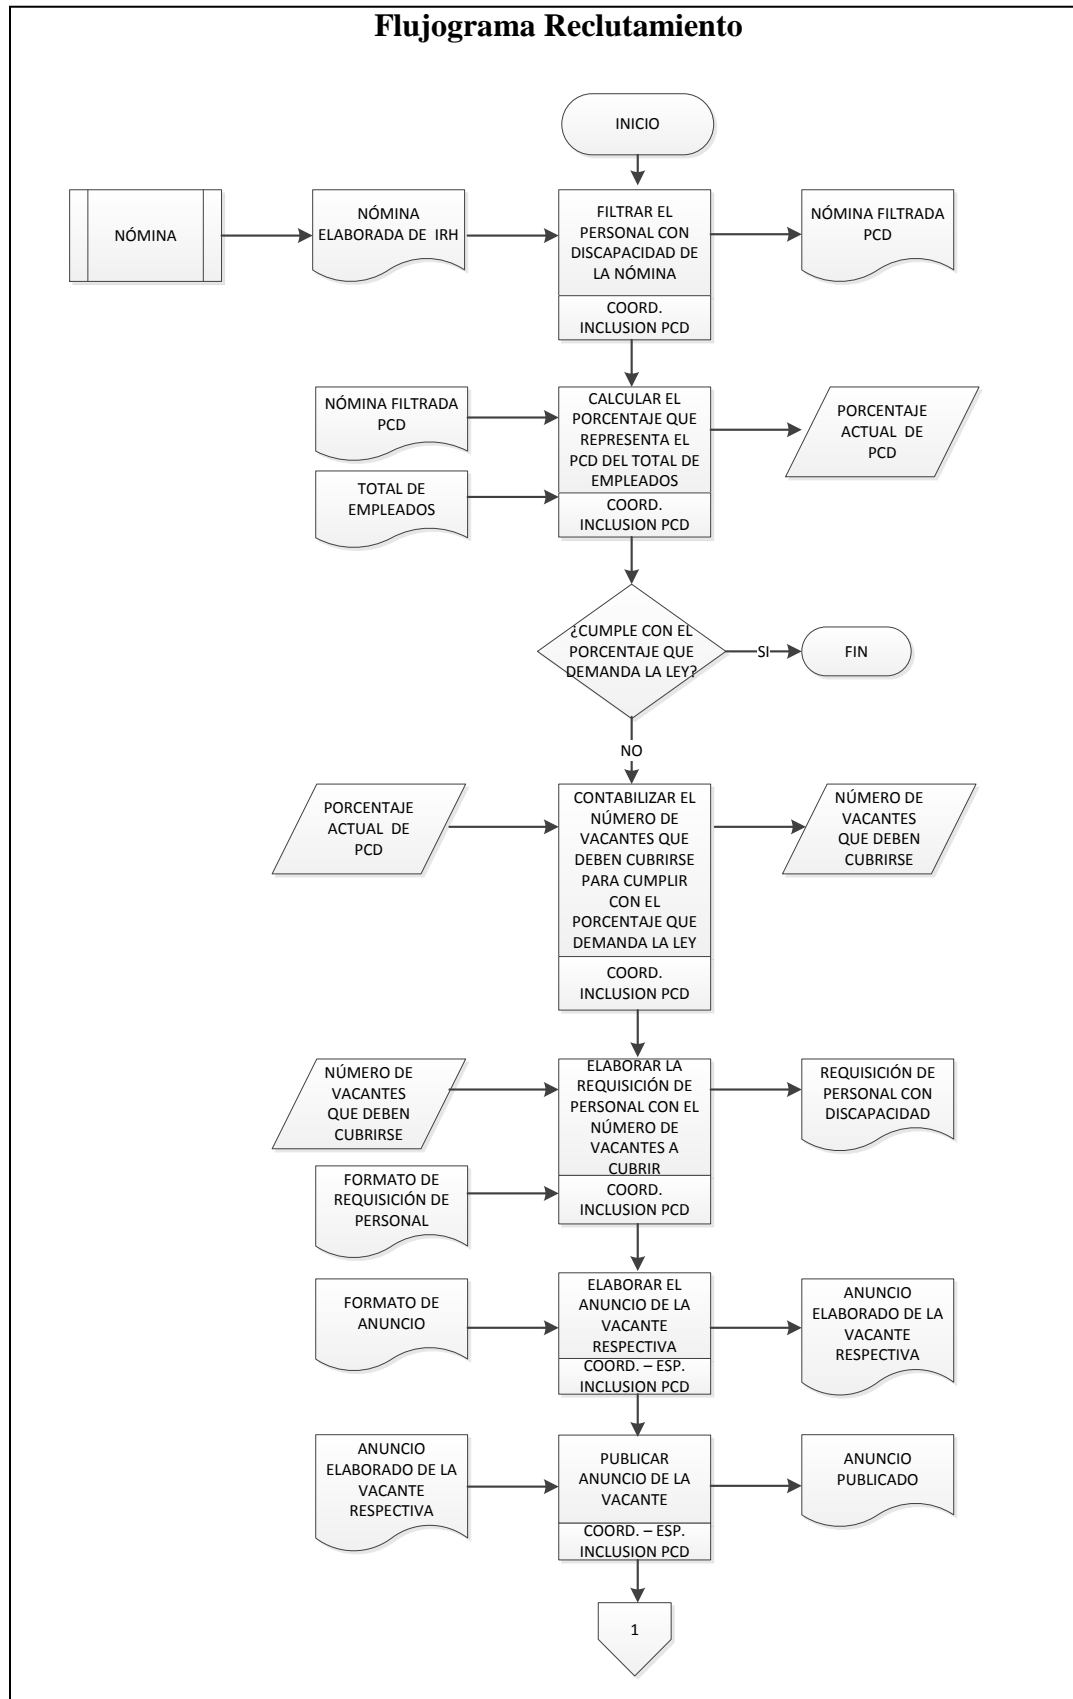 Flujograma Reclutamiento
INICIO
NÓMINA
NÓMINA
ELABORADA DE IRH
FILTRAR EL
PERSONAL CON
DISCAPACIDAD DE
LA NÓMINA
COORD.
INCLUSION PCD
NÓMINA FILTRADA
PCD
NÓMINA FILTRADA
PCD
TOTAL DE
EMPLEADOS
CALCULAR EL
PORCENTAJE QUE
REPRESENTA EL
PCD DEL TOTAL DE
EMPLEADOS
COORD.
INCLUSION PCD
PORCENTAJE
ACTUAL DE
PCD
¿CUMPLE CON EL
PORCENTAJE QUE
DEMANDA LA LEY?
SI
FIN
NO
PORCENTAJE
ACTUAL DE
PCD
CONTABILIZAR EL
NÚMERO DE
VACANTES QUE
DEBEN CUBRIRSE
PARA CUMPLIR
CON EL
PORCENTAJE QUE
DEMANDA LA LEY
COORD.
INCLUSION PCD
NÚMERO DE
VACANTES
QUE DEBEN
CUBRIRSE
NÚMERO DE
VACANTES
QUE DEBEN
CUBRIRSE
FORMATO DE
REQUISICIÓN DE
PERSONAL
ELABORAR LA
REQUISICIÓN DE
PERSONAL CON EL
NÚMERO DE
VACANTES A
CUBRIR
COORD.
INCLUSION PCD
REQUISICIÓN DE
PERSONAL CON
DISCAPACIDAD
FORMATO DE
ANUNCIO
ELABORAR EL
ANUNCIO DE LA
VACANTE
RESPECTIVA
COORD. – ESP.
INCLUSION PCD
ANUNCIO
ELABORADO DE LA
VACANTE
RESPECTIVA
ANUNCIO
ELABORADO DE LA
VACANTE
RESPECTIVA
PUBLICAR
ANUNCIO DE LA
VACANTE
COORD. – ESP.
INCLUSION PCD
ANUNCIO
PUBLICADO
1